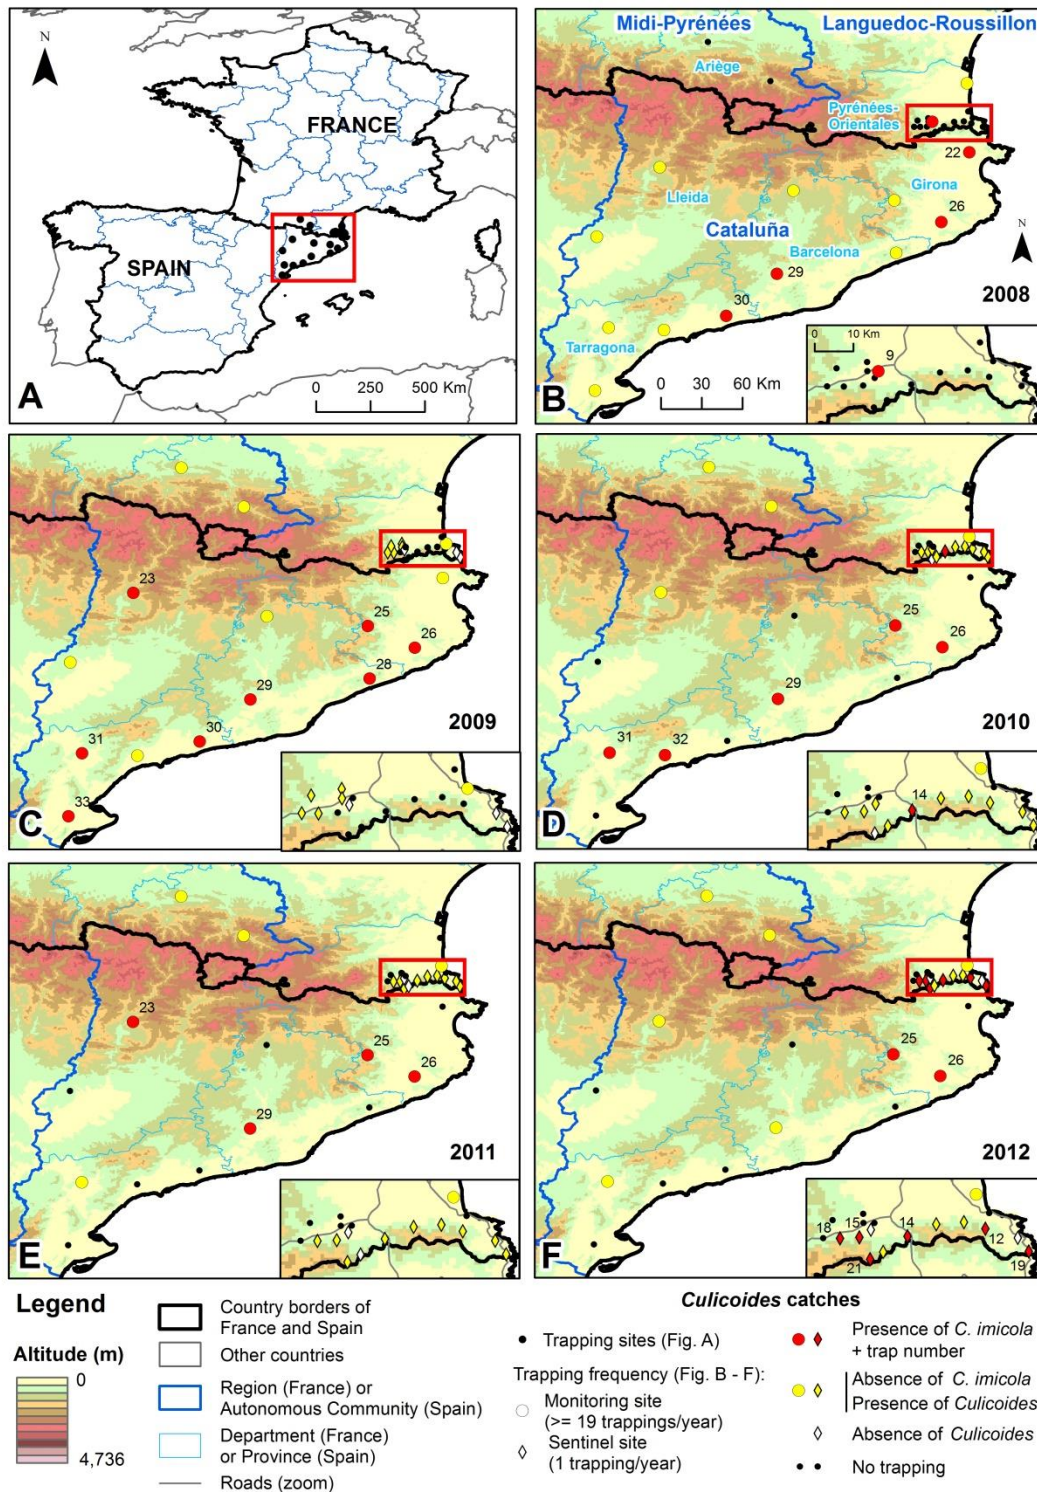 N
FRANCE
SPAIN
0 250 500 Km
A
Midi-Pyrénées
Languedoc-Roussillon
Ariège
Pyrénées-
Orientales
22
Lleida
Girona
26
Cataluña
N
Barcelona
29
2008
30
Tarragona
0 10 Km
9
0 30 60 Km
B
23
25
26
28
29
2009
30
31
33
C
25
26
29
2010
31
32
14
D
23
25
26
29
2011
E
25
26
2012
18
15
14
12
21
19
F
Legend
Altitude (m)
0
4,736
Country borders of
France and Spain
Other countries
Region (France) or
Autonomous Community (Spain)
Department (France)
or Province (Spain)
Roads (zoom)
Trapping sites (Fig. A)
Trapping frequency (Fig. B - F):
Monitoring site
(>= 19 trappings/year)
Sentinel site
(1 trapping/year)
Culicoides catches
Presence of C. imicola
+ trap number
Absence of C. imicola
Presence of Culicoides
Absence of Culicoides
No trapping